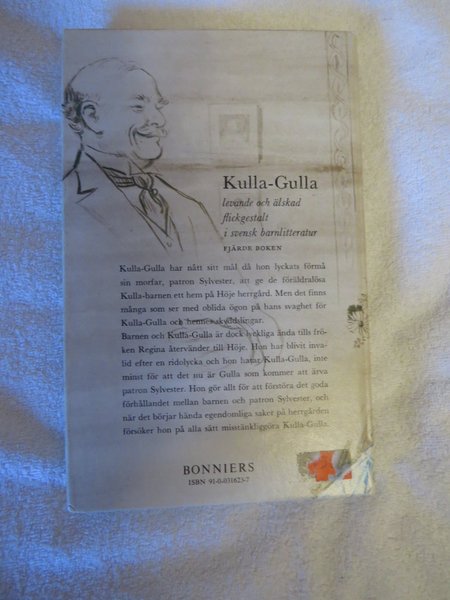 Kulla-Gulla
levande och älskad
flickgestalt
i svensk barnlitteratur
FJÄRDE BOKEN
Kulla-Gulla har nått sitt mål då hon lyckats förmå
sin morfar, patron Sylvester, att ge de föräldralösa
Kulla-barnen ett hem på Höje herrgård. Men det finns
många som ser med oblida ögon på hans svaghet för
Kulla-Gulla och hennes skyddslingar.
Barnen och Kulla-Gulla är dock lyckliga ända tills frö-
ken Regina återvänder till Höje. Hon har blivit inva-
lid efter en ridolycka och hon hatar Kulla-Gulla, inte
minst för att det nu är Gulla som kommer att ärva
patron Sylvester. Hon gör allt för att förstöra det goda
förhållandet mellan barnen och patron Sylvester, och
när det börjar hända egendomliga saker på herrgården
försöker hon på alla sätt misstänkliggöra Kulla-Gulla.
BONNIERS
ISBN 91-0-031623-7